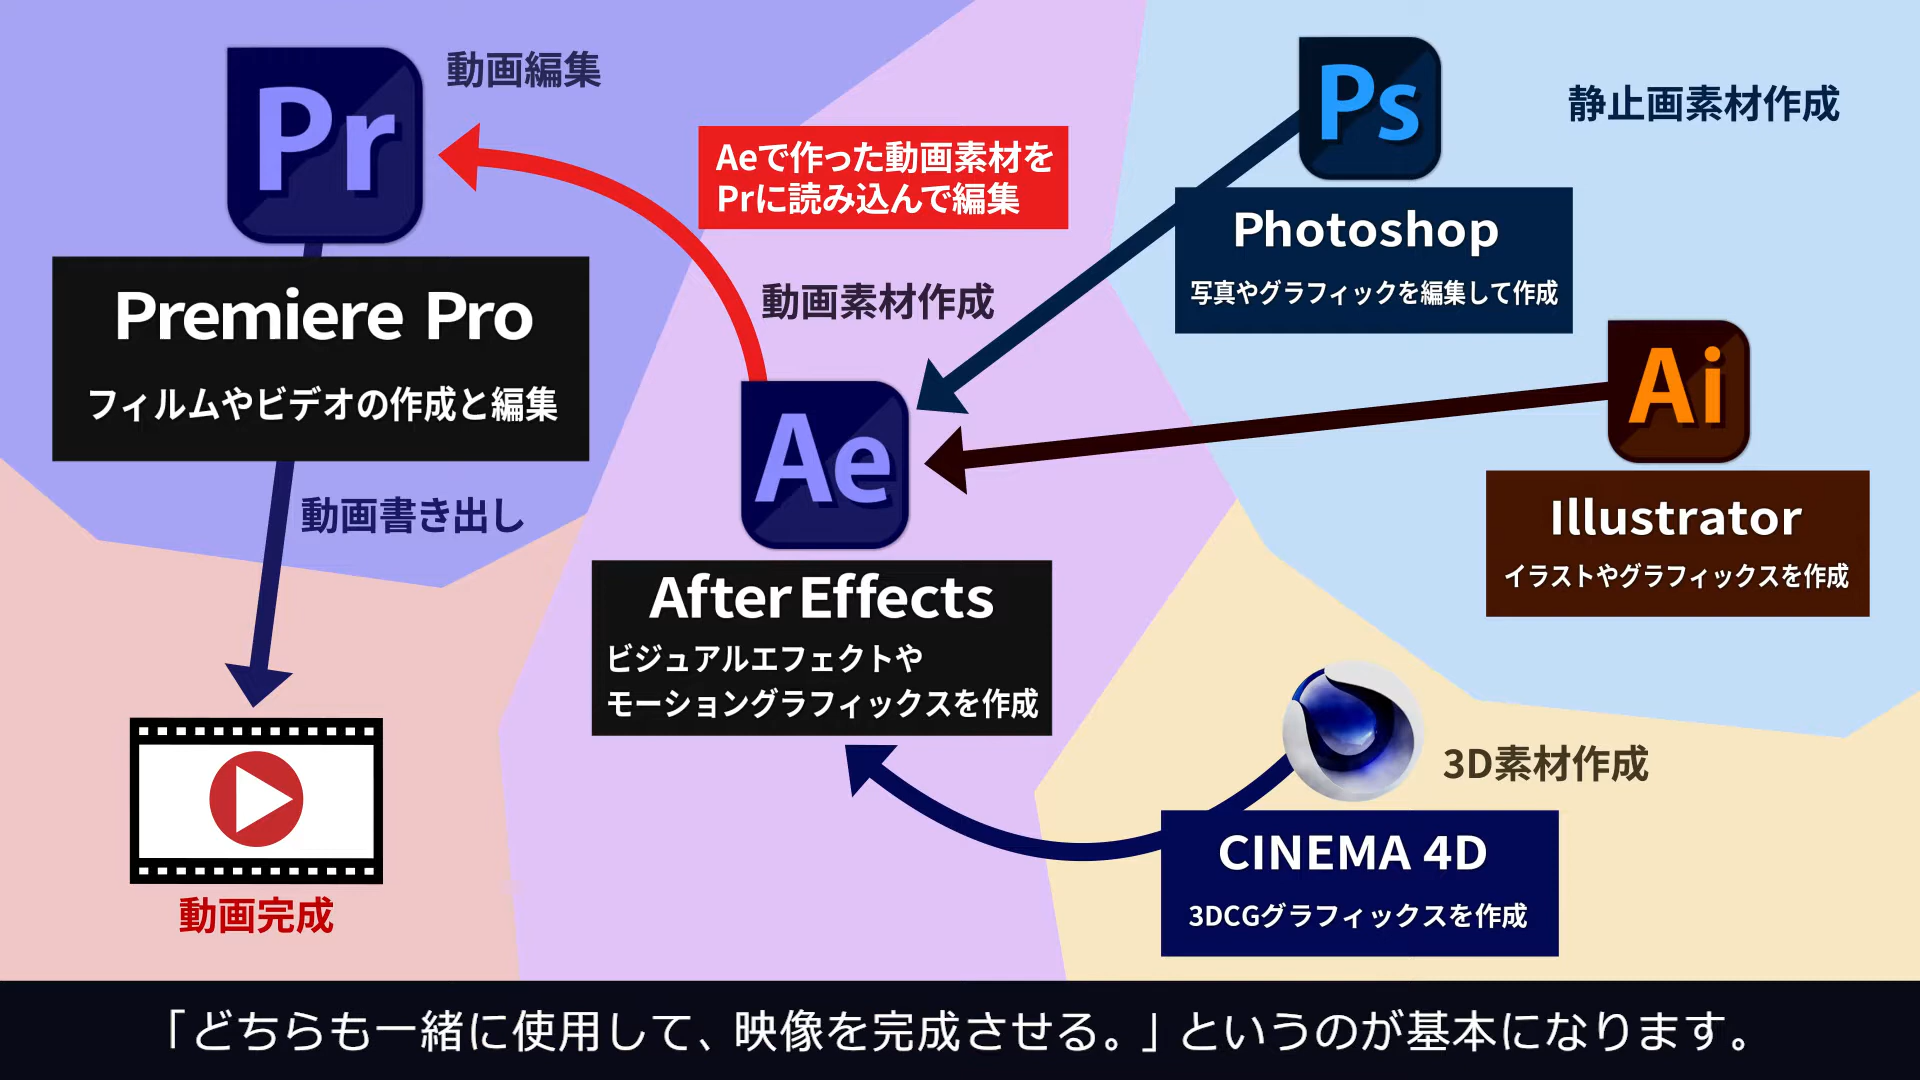 Pr
動画編集
Premiere Pro
フィルムやビデオの作成と編集
動画書き出し
動画完成
Aeで作った動画素材を
Prに読み込んで編集
動画素材作成
Ae
After Effects
ビジュアルエフェクトや
モーショングラフィックスを作成
Ps
静止画素材作成
Photoshop
写真やグラフィックを編集して作成
Ai
Illustrator
イラストやグラフィックスを作成
3D素材作成
CINEMA 4D
3DCGグラフィックスを作成
「どちらも一緒に使用して、映像を完成させる。」というのが基本になります。